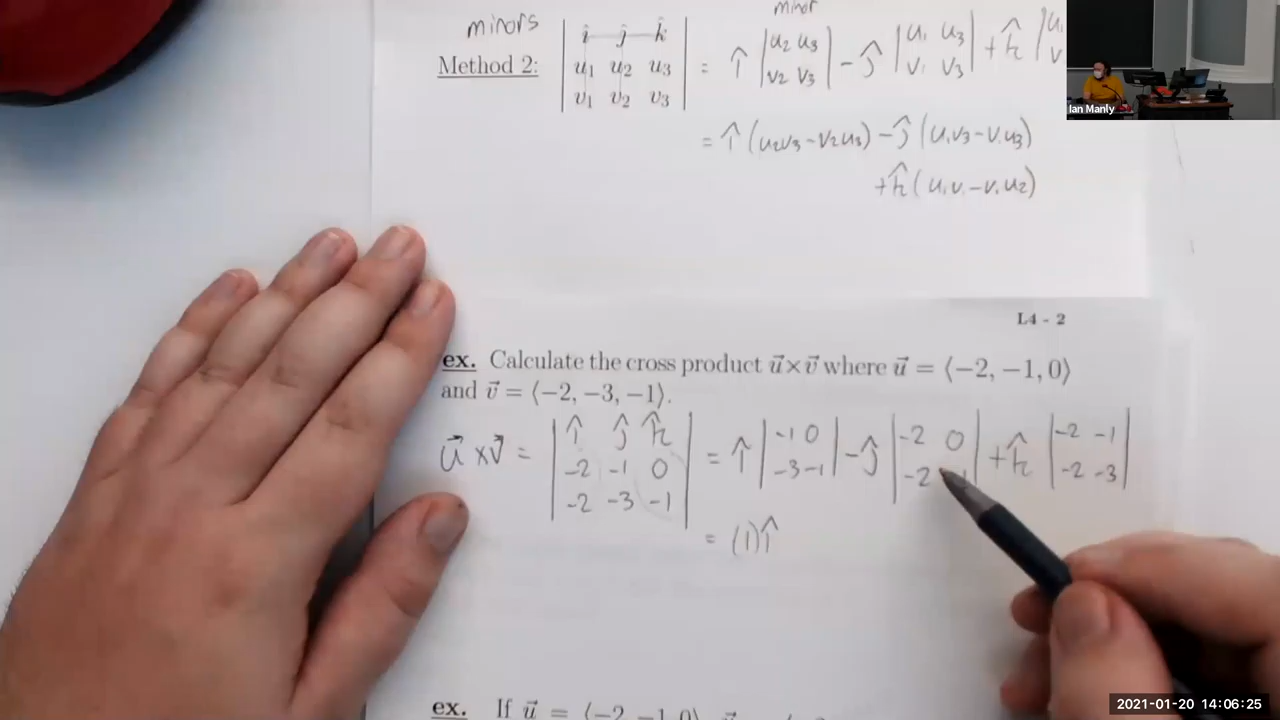 minors
minor
Method 2: | î ĵ k̂ | = î |u₂ u₃| - ĵ |u₁ u₃| + k̂ |u₁
u₁ u₂ u₃ v₂ v₃ v₁ v₃ v
v₁ v₂ v₃
= î (u₂v₃ - v₂u₃) - ĵ (u₁v₃ - v₁u₃)
+ k̂ (u₁v. - v₁u₂)
Ian Manly
L4 - 2
ex. Calculate the cross product u⃗ × v⃗ where u⃗ = ⟨−2, −1, 0⟩
and v⃗ = ⟨−2, −3, −1⟩.
u⃗ × v⃗ = | î ĵ k̂ | = î |-1 0| - ĵ |-2 0| + k̂ |-2 -1|
-2 -1 0 -3 -1 -2 1 -2 -3
-2 -3 -1
= (1) î
ex. If u⃗ = ⟨−2 −1 0⟩
2021-01-20 14:06:25